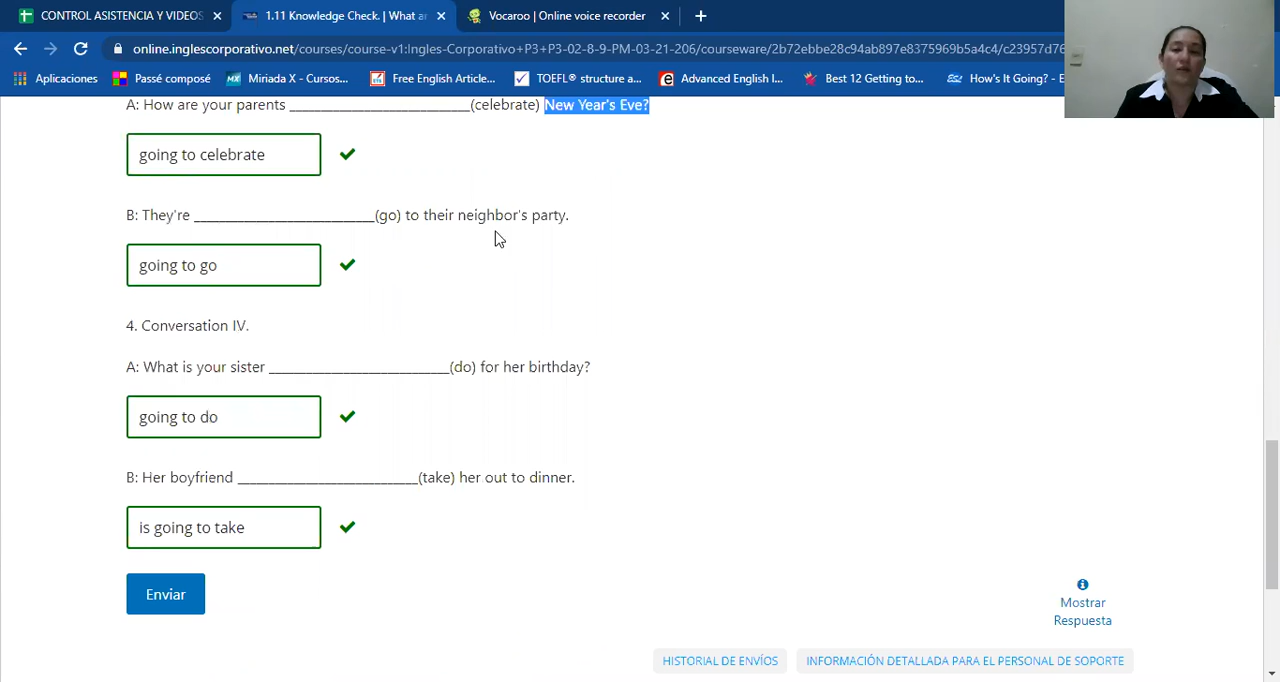 CONTROL ASISTENCIA Y VIDEOS
1.11 Knowledge Check. | What ar
Vocaroo | Online voice recorder
online.inglescorporativo.net/courses/course-v1:Ingles-Corporativo+P3+P3-02-8-9-PM-03-21-206/courseware/2b72ebbe28c94ab897e8375969b5a4c4/c23957d76
Aplicaciones
Passé composé
Miriada X - Cursos...
Free English Article...
TOEFL® structure a...
Advanced English I...
Best 12 Getting to...
How's It Going? - E
A: How are your parents ___________________________(celebrate) New Year's Eve?
going to celebrate
B: They're ___________________________(go) to their neighbor's party.
going to go
4. Conversation IV.
A: What is your sister ___________________________(do) for her birthday?
going to do
B: Her boyfriend ___________________________(take) her out to dinner.
is going to take
Enviar
Mostrar
Respuesta
HISTORIAL DE ENVÍOS
INFORMACIÓN DETALLADA PARA EL PERSONAL DE SOPORTE